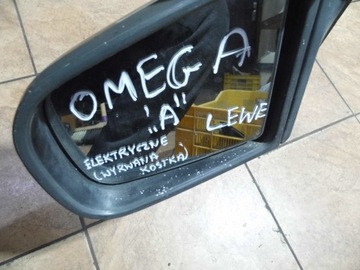 OMEGA
"A" LEWE
ELEKTRYCZNE
(WYRWANA
KOSTKA)